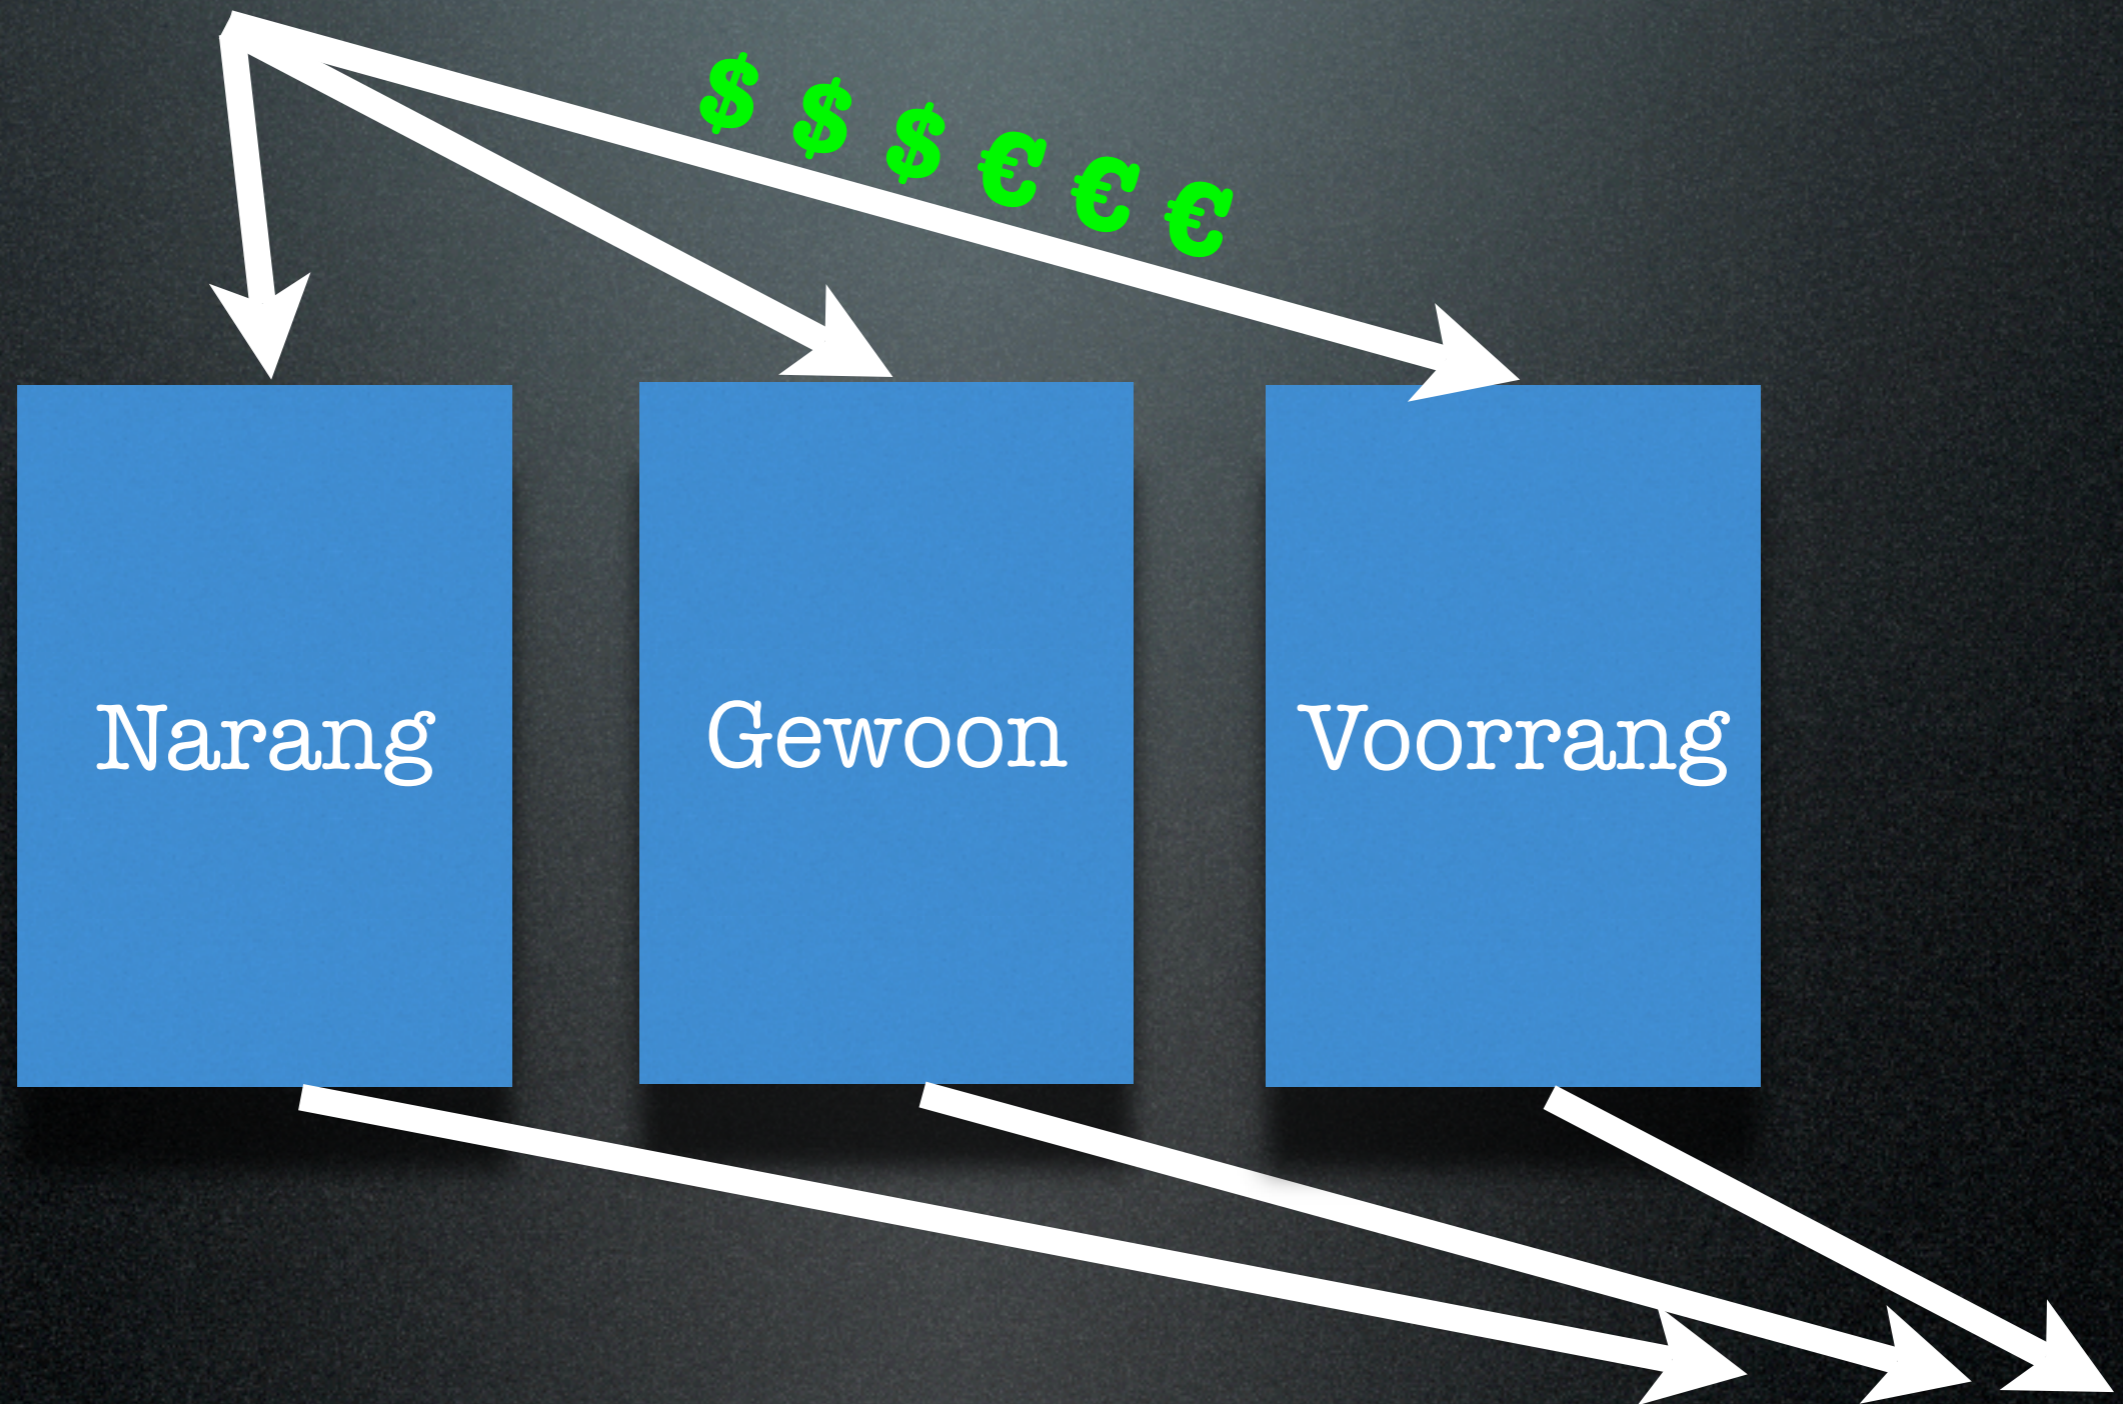 $ $ $ € € €
Narang
Gewoon
Voorrang